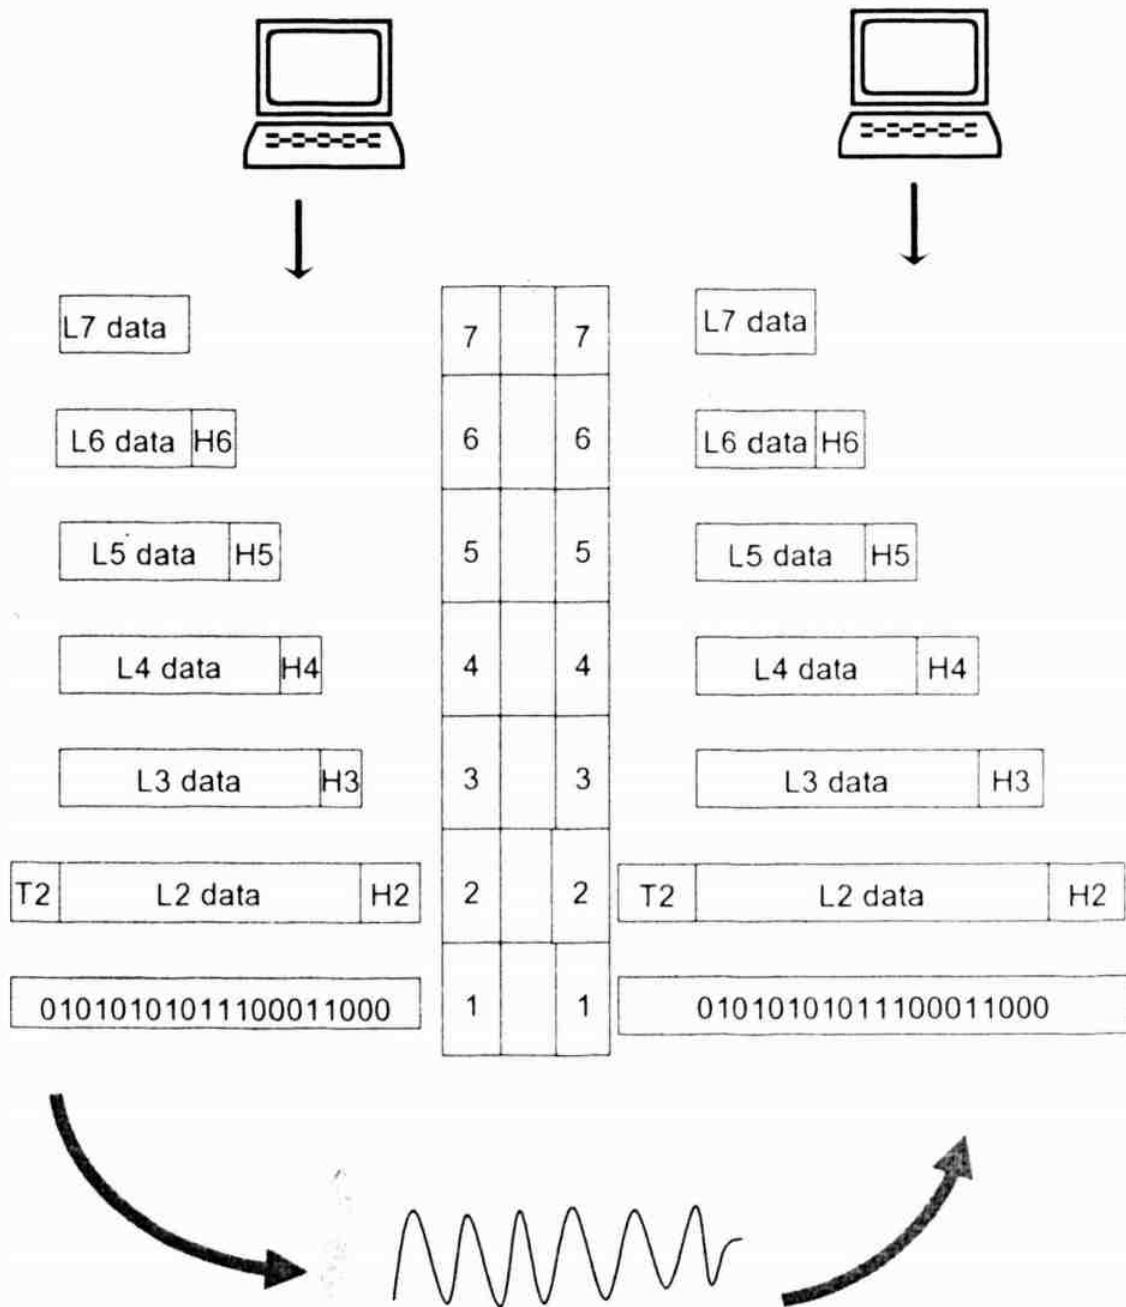 L7 data 7 7 L7 data
L6 data H6 6 6 L6 data H6
L5 data H5 5 5 L5 data H5
L4 data H4 4 4 L4 data H4
L3 data H3 3 3 L3 data H3
T2 L2 data H2 2 2 T2 L2 data H2
01010101011100011000 1 1 01010101011100011000